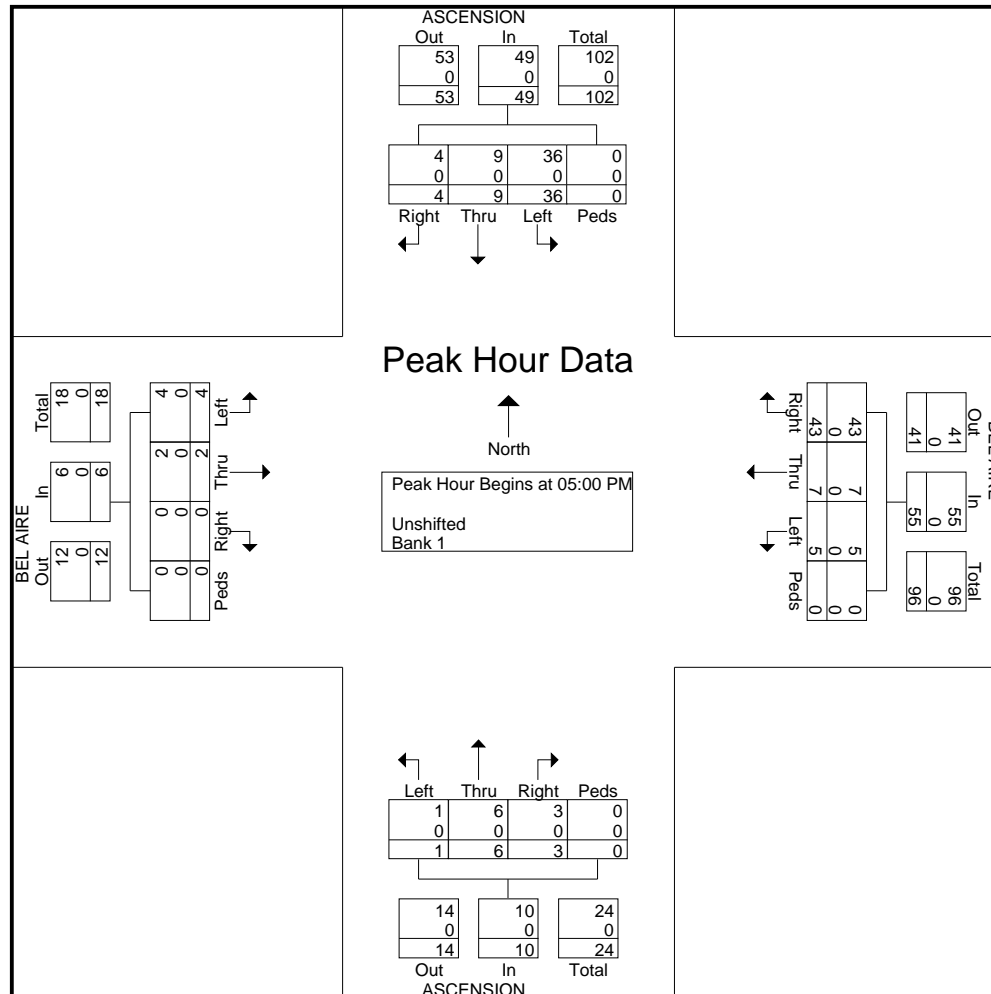 ASCENSION
Out In Total
53 49 102
0 0 0
53 49 102
4 9 36 0
0 0 0 0
4 9 36 0
Right Thru Left Peds
Peak Hour Data
North
Peak Hour Begins at 05:00 PM
Unshifted
Bank 1
BEL AIRE
Out In Total
12 6 18
0 0 0
12 6 18
Left Thru Right Peds
4 2 0 0
0 0 0 0
4 2 0 0
BEL AIRE
Out In Total
41 55 96
0 0 0
41 55 96
Right Thru Left Peds
43 7 5 0
0 0 0 0
43 7 5 0
Left Thru Right Peds
1 6 3 0
0 0 0 0
1 6 3 0
14 10 24
0 0 0
14 10 24
Out In Total
ASCENSION